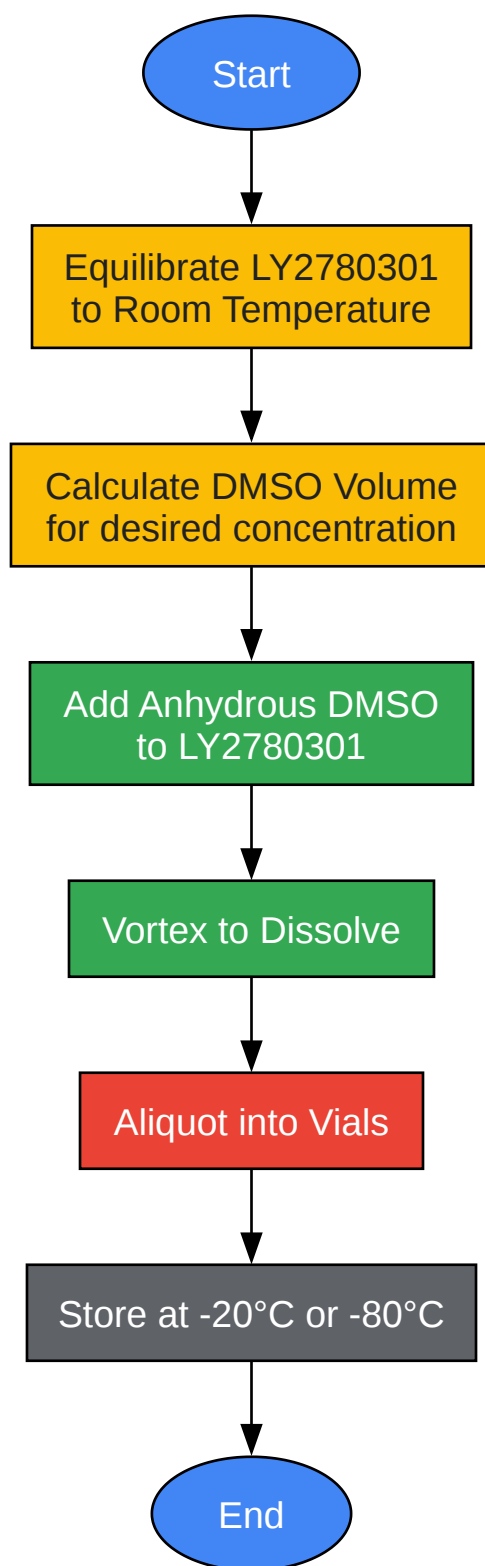 Start
Equilibrate LY2780301
to Room Temperature
Calculate DMSO Volume
for desired concentration
Add Anhydrous DMSO
to LY2780301
Vortex to Dissolve
Aliquot into Vials
Store at -20°C or -80°C
End